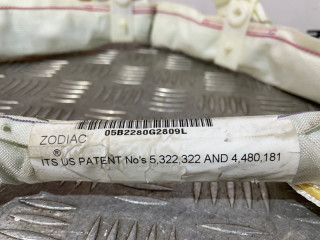 05B2280G2809L
ZODIAC
®
ITS US PATENT No's 5,322,322 AND 4,480,181